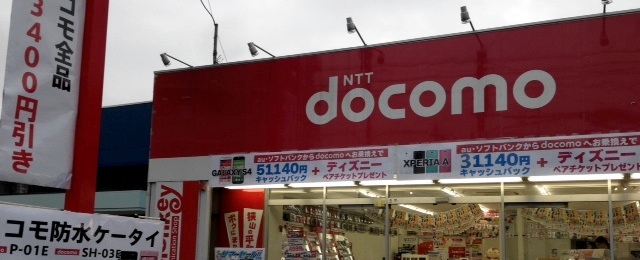 コモ全品
3400円引き
NTT
docomo
au・ソフトバンクからdocomoへお乗換えで
GALAXY S4
51140円
キャッシュバック
+
ディズニー
ペアチケットプレゼント
au・ソフトバンクからdocomoへお乗換えで
XPERIA A
31140円
キャッシュバック
+
ディズニー
ペアチケットプレゼント
コモ防水ケータイ
P-01E
docomo
SH-03E